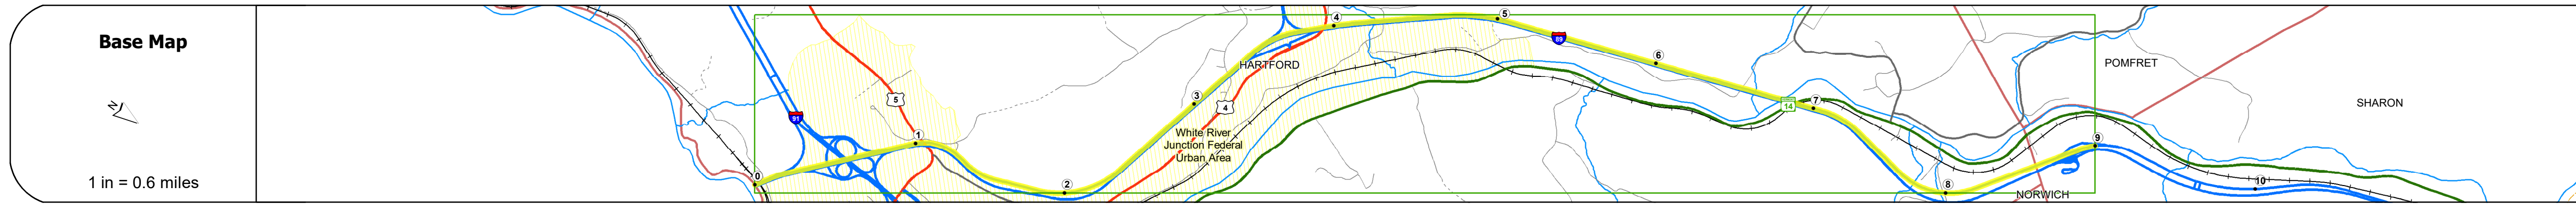 Base Map
N
1 in = 0.6 miles
0
91
5
1
2
3
HARTFORD
4
White River
Junction Federal
Urban Area
4
5
89
6
14
7
8
NORWICH
9
POMFRET
10
SHARON